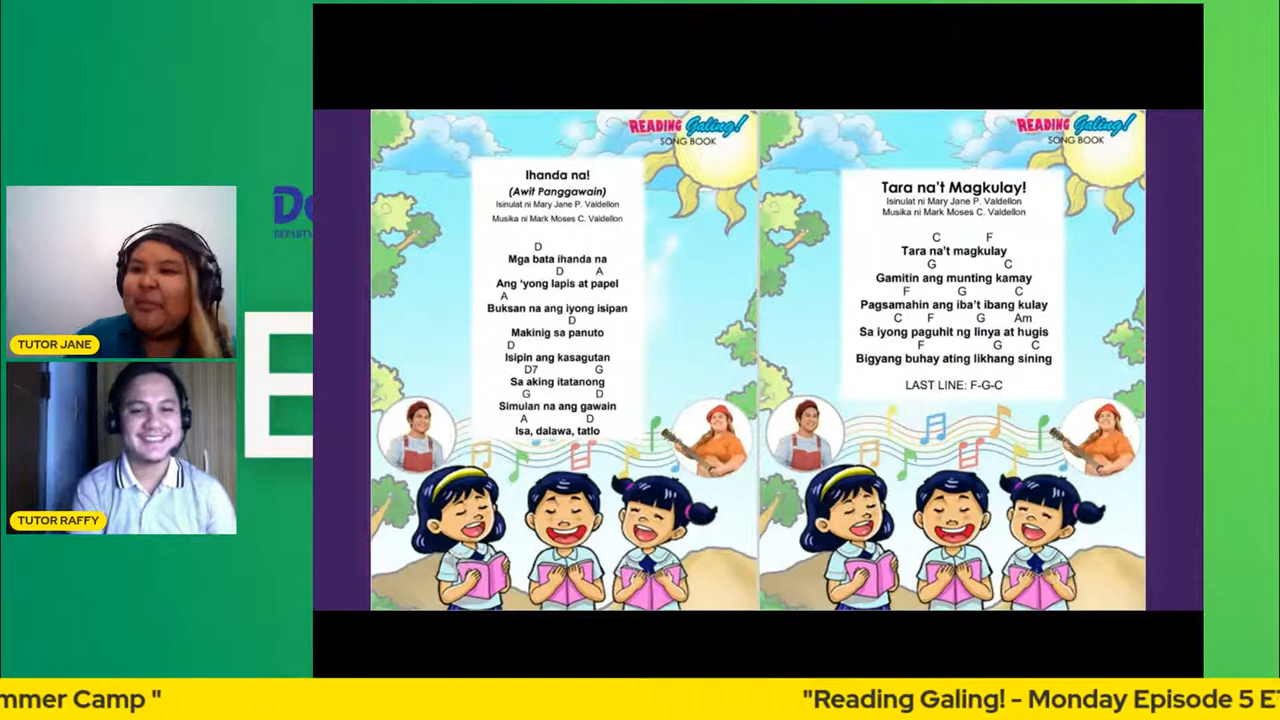 READING Galing!
SONG BOOK
Ihanda na!
(Awit Panggawain)
Isinulat ni Mary Jane P. Valdellon
Musika ni Mark Moses C. Valdellon
D
Mga bata ihanda na
D A
Ang ‘yong lapis at papel
A
Buksan na ang iyong isipan
D
Makinig sa panuto
D
Isipin ang kasagutan
D7 G
Sa aking itatanong
G D
Simulan na ang gawain
A D
Isa, dalawa, tatlo
READING Galing!
SONG BOOK
Tara na’t Magkulay!
Isinulat ni Mary Jane P. Valdellon
Musika ni Mark Moses C. Valdellon
C F
Tara na’t magkulay
G C
Gamitin ang munting kamay
F G C
Pagsamahin ang iba’t ibang kulay
C F G Am
Sa iyong paguhit ng linya at hugis
F G C
Bigyang buhay ating likhang sining
LAST LINE: F-G-C
TUTOR JANE
TUTOR RAFFY
E
mmer Camp "
"Reading Galing! - Monday Episode 5 E